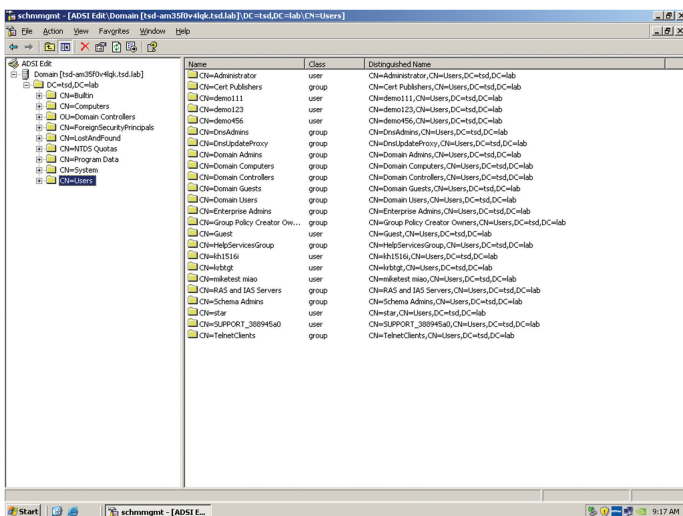 schmmgmt - [ADSI Edit\Domain [tsd-am35f0v4lqk.tsd.lab]\DC=tsd,DC=lab\CN=Users]
File Action View Favorites Window Help
ADSI Edit
Domain [tsd-am35f0v4lqk.tsd.lab]
DC=tsd,DC=lab
CN=Builtin
CN=Computers
OU=Domain Controllers
CN=ForeignSecurityPrincipals
CN=LostAndFound
CN=NTDS Quotas
CN=Program Data
CN=System
CN=Users
Name Class Distinguished Name
CN=Administrator user CN=Administrator,CN=Users,DC=tsd,DC=lab
CN=Cert Publishers group CN=Cert Publishers,CN=Users,DC=tsd,DC=lab
CN=demo111 user CN=demo111,CN=Users,DC=tsd,DC=lab
CN=demo123 user CN=demo123,CN=Users,DC=tsd,DC=lab
CN=demo456 user CN=demo456,CN=Users,DC=tsd,DC=lab
CN=DnsAdmins group CN=DnsAdmins,CN=Users,DC=tsd,DC=lab
CN=DnsUpdateProxy group CN=DnsUpdateProxy,CN=Users,DC=tsd,DC=lab
CN=Domain Admins group CN=Domain Admins,CN=Users,DC=tsd,DC=lab
CN=Domain Computers group CN=Domain Computers,CN=Users,DC=tsd,DC=lab
CN=Domain Controllers group CN=Domain Controllers,CN=Users,DC=tsd,DC=lab
CN=Domain Guests group CN=Domain Guests,CN=Users,DC=tsd,DC=lab
CN=Domain Users group CN=Domain Users,CN=Users,DC=tsd,DC=lab
CN=Enterprise Admins group CN=Enterprise Admins,CN=Users,DC=tsd,DC=lab
CN=Group Policy Creator Ow... group CN=Group Policy Creator Owners,CN=Users,DC=tsd,DC=lab
CN=Guest user CN=Guest,CN=Users,DC=tsd,DC=lab
CN=HelpServicesGroup group CN=HelpServicesGroup,CN=Users,DC=tsd,DC=lab
CN=kh1516i user CN=kh1516i,CN=Users,DC=tsd,DC=lab
CN=krbtgt user CN=krbtgt,CN=Users,DC=tsd,DC=lab
CN=miketest miao user CN=miketest miao,CN=Users,DC=tsd,DC=lab
CN=RAS and IAS Servers group CN=RAS and IAS Servers,CN=Users,DC=tsd,DC=lab
CN=Schema Admins group CN=Schema Admins,CN=Users,DC=tsd,DC=lab
CN=star user CN=star,CN=Users,DC=tsd,DC=lab
CN=SUPPORT_388945a0 user CN=SUPPORT_388945a0,CN=Users,DC=tsd,DC=lab
CN=TelnetClients group CN=TelnetClients,CN=Users,DC=tsd,DC=lab
Start schmmgmt - [ADSI E... 9:17 AM